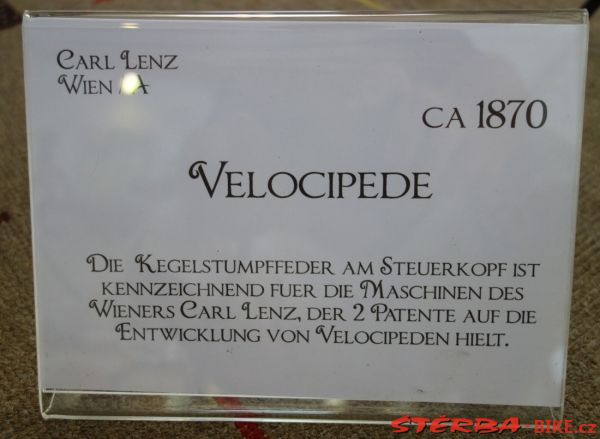 Carl Lenz
Wien / A
ca 1870
Velocipede
Die Kegelstumpffeder am Steuerkopf ist
kennzeichnend fuer die Maschinen des
Wieners Carl Lenz, der 2 Patente auf die
Entwicklung von Velocipeden hielt.
STERBA-BIKE.cz